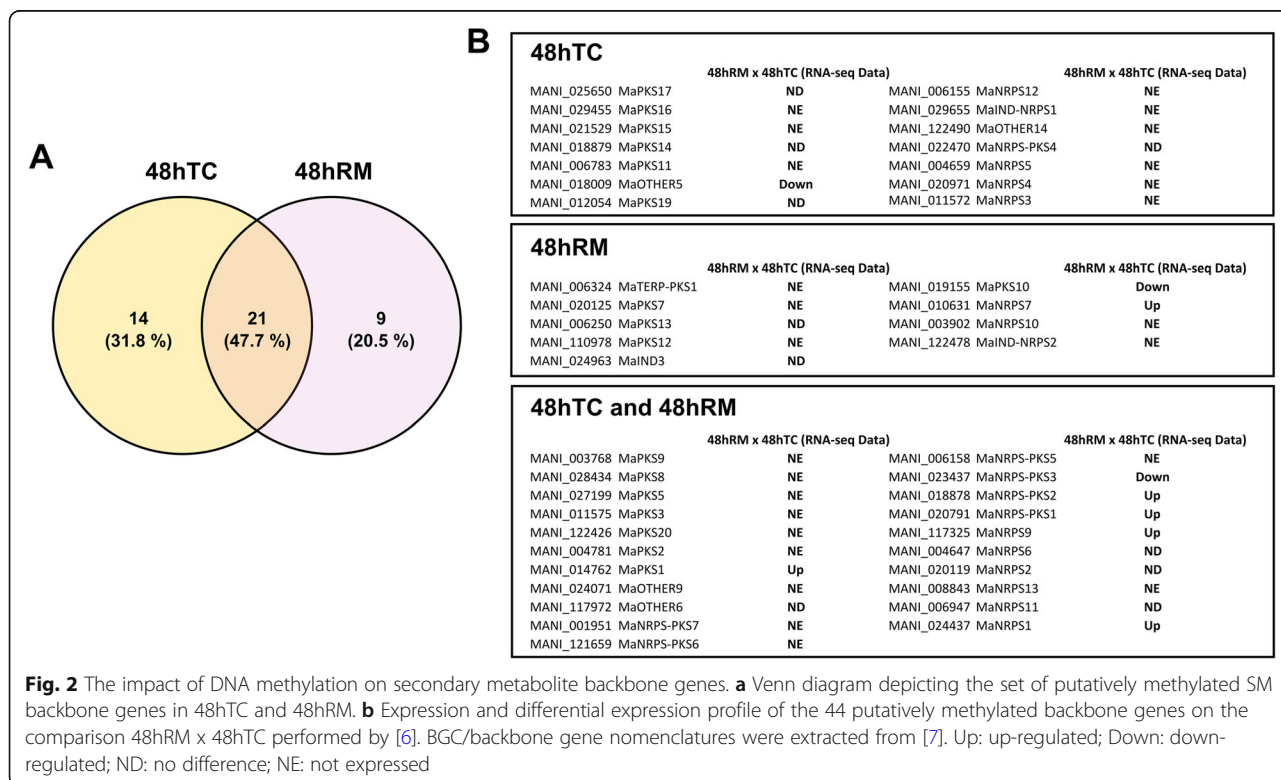 A
48hTC 48hRM
14 (31.8 %)
21 (47.7 %)
9 (20.5 %)
B
48hTC
48hRM x 48hTC (RNA-seq Data) 48hRM x 48hTC (RNA-seq Data)
MANI_025650 MaPKS17 ND MANI_006155 MaNRPS12 NE
MANI_029455 MaPKS16 NE MANI_029655 MaIND-NRPS1 NE
MANI_021529 MaPKS15 NE MANI_122490 MaOTHER14 NE
MANI_018879 MaPKS14 ND MANI_022470 MaNRPS-PKS4 ND
MANI_006783 MaPKS11 NE MANI_004659 MaNRPS5 NE
MANI_018009 MaOTHER5 Down MANI_020971 MaNRPS4 NE
MANI_012054 MaPKS19 ND MANI_011572 MaNRPS3 NE
48hRM
48hRM x 48hTC (RNA-seq Data) 48hRM x 48hTC (RNA-seq Data)
MANI_006324 MaTERP-PKS1 NE MANI_019155 MaPKS10 Down
MANI_020125 MaPKS7 NE MANI_010631 MaNRPS7 Up
MANI_006250 MaPKS13 ND MANI_003902 MaNRPS10 NE
MANI_110978 MaPKS12 NE MANI_122478 MaIND-NRPS2 NE
MANI_024963 MaIND3 ND
48hTC and 48hRM
48hRM x 48hTC (RNA-seq Data) 48hRM x 48hTC (RNA-seq Data)
MANI_003768 MaPKS9 NE MANI_006158 MaNRPS-PKS5 NE
MANI_028434 MaPKS8 NE MANI_023437 MaNRPS-PKS3 Down
MANI_027199 MaPKS5 NE MANI_018878 MaNRPS-PKS2 Up
MANI_011575 MaPKS3 NE MANI_020791 MaNRPS-PKS1 Up
MANI_122426 MaPKS20 NE MANI_117325 MaNRPS9 Up
MANI_004781 MaPKS2 NE MANI_004647 MaNRPS6 ND
MANI_014762 MaPKS1 Up MANI_020119 MaNRPS2 ND
MANI_024071 MaOTHER9 NE MANI_008843 MaNRPS13 NE
MANI_117972 MaOTHER6 ND MANI_006947 MaNRPS11 ND
MANI_001951 MaNRPS-PKS7 NE MANI_024437 MaNRPS1 Up
MANI_121659 MaNRPS-PKS6 NE
Fig. 2 The impact of DNA methylation on secondary metabolite backbone genes. a Venn diagram depicting the set of putatively methylated SM
backbone genes in 48hTC and 48hRM. b Expression and differential expression profile of the 44 putatively methylated backbone genes on the
comparison 48hRM x 48hTC performed by [6]. BGC/backbone gene nomenclatures were extracted from [7]. Up: up-regulated; Down: down-
regulated; ND: no difference; NE: not expressed